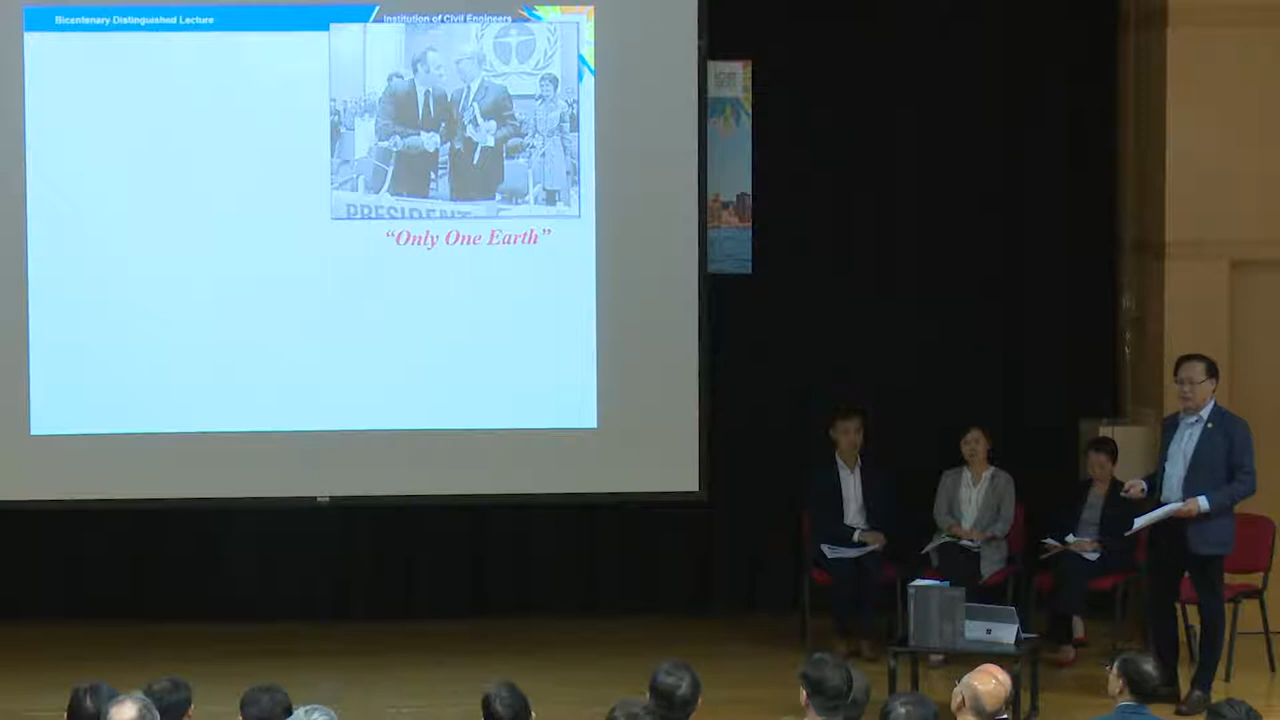 Bicentenary Distinguished Lecture
Institution of Civil Engineers
PRESIDENT
“Only One Earth”